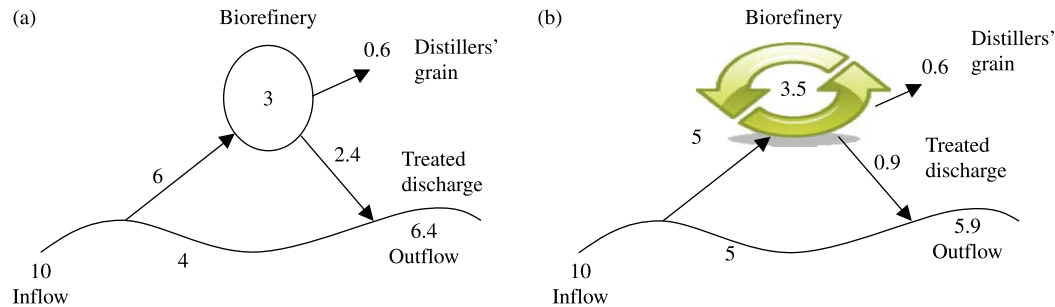 (a)
Biorefinery
0.6
Distillers'
grain
3
2.4
6
Treated
discharge
6.4
Outflow
4
10
Inflow
(b)
Biorefinery
Distillers'
grain
0.6
3.5
5
0.9
Treated
discharge
5.9
Outflow
5
10
Inflow